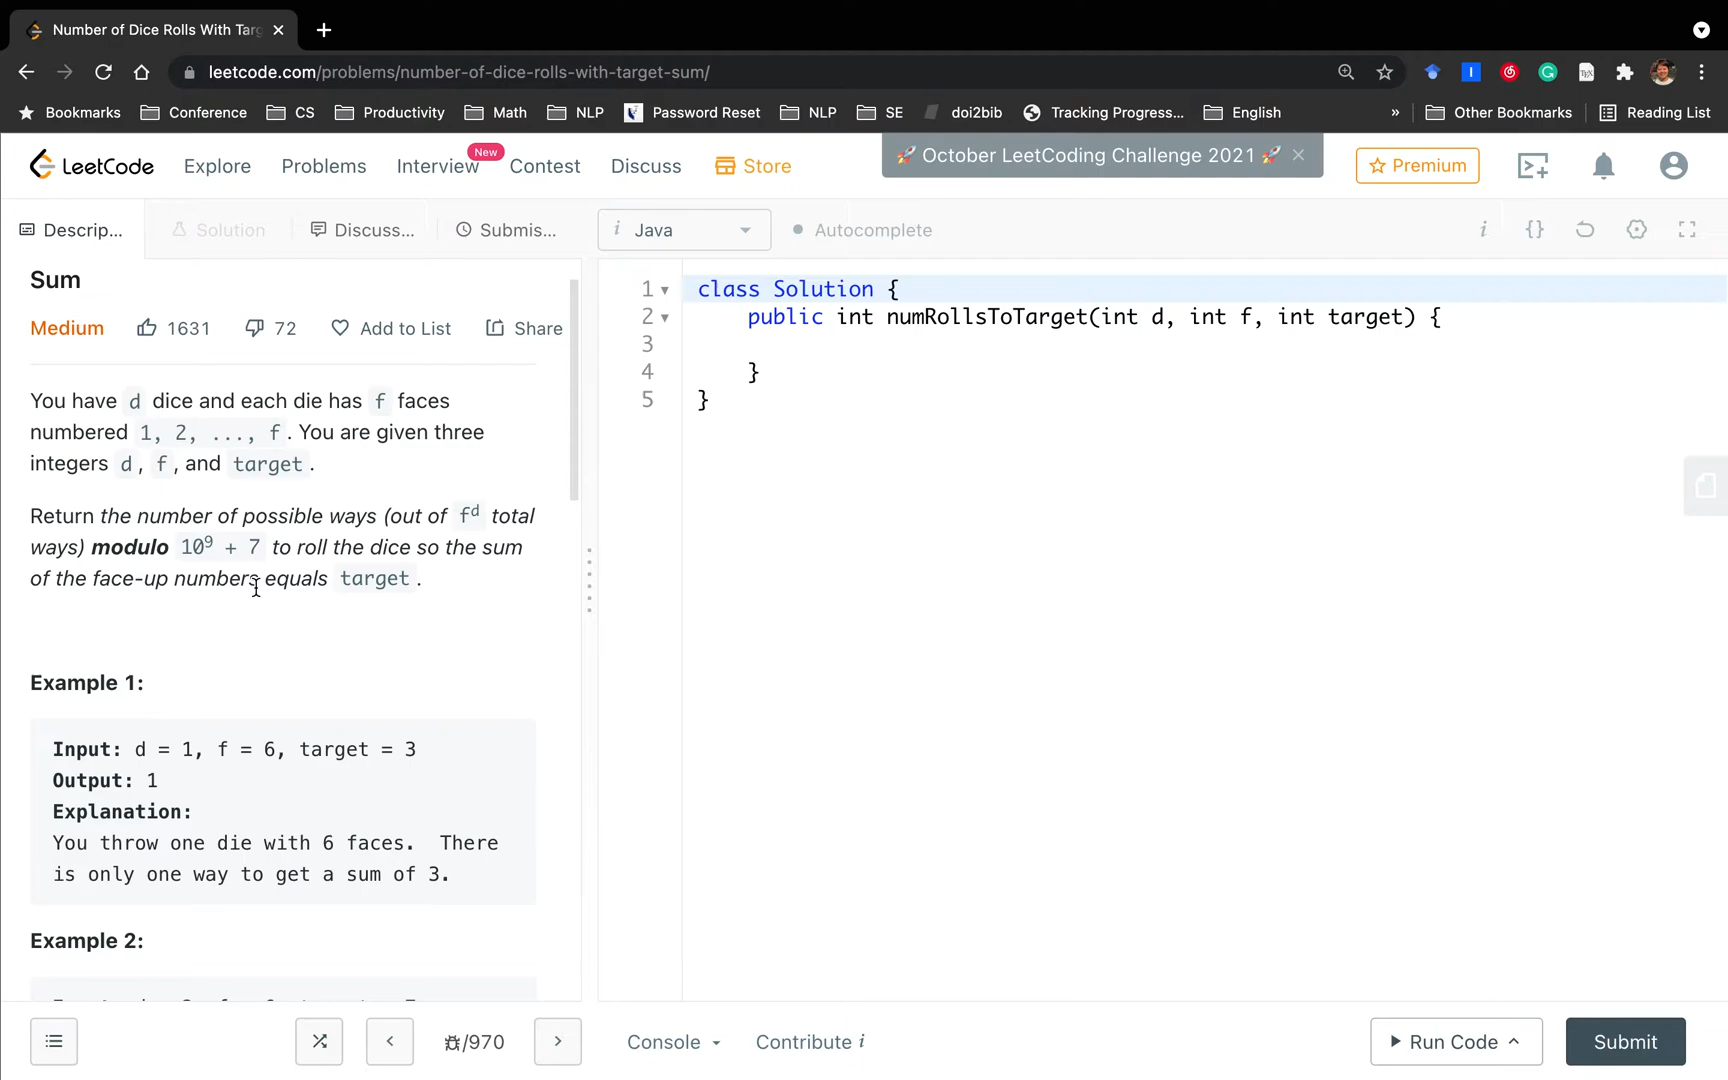 Number of Dice Rolls With Targ
leetcode.com/problems/number-of-dice-rolls-with-target-sum/
Bookmarks Conference CS Productivity Math NLP Password Reset NLP SE doi2bib Tracking Progress... English » Other Bookmarks Reading List
LeetCode Explore Problems Interview New Contest Discuss Store 🚀 October LeetCoding Challenge 2021 🚀 Premium
Descrip... Solution Discuss... Submis... i Java Autocomplete i {}
Sum
Medium 1631 72 Add to List Share
You have d dice and each die has f faces
numbered 1, 2, ..., f. You are given three
integers d, f, and target.
Return the number of possible ways (out of f^d total
ways) modulo 10^9 + 7 to roll the dice so the sum
of the face-up numbers equals target.
Example 1:
Input: d = 1, f = 6, target = 3
Output: 1
Explanation:
You throw one die with 6 faces. There
is only one way to get a sum of 3.
Example 2:
1 class Solution {
2 public int numRollsToTarget(int d, int f, int target) {
3
4 }
5 }
/970 Console Contribute i Run Code Submit